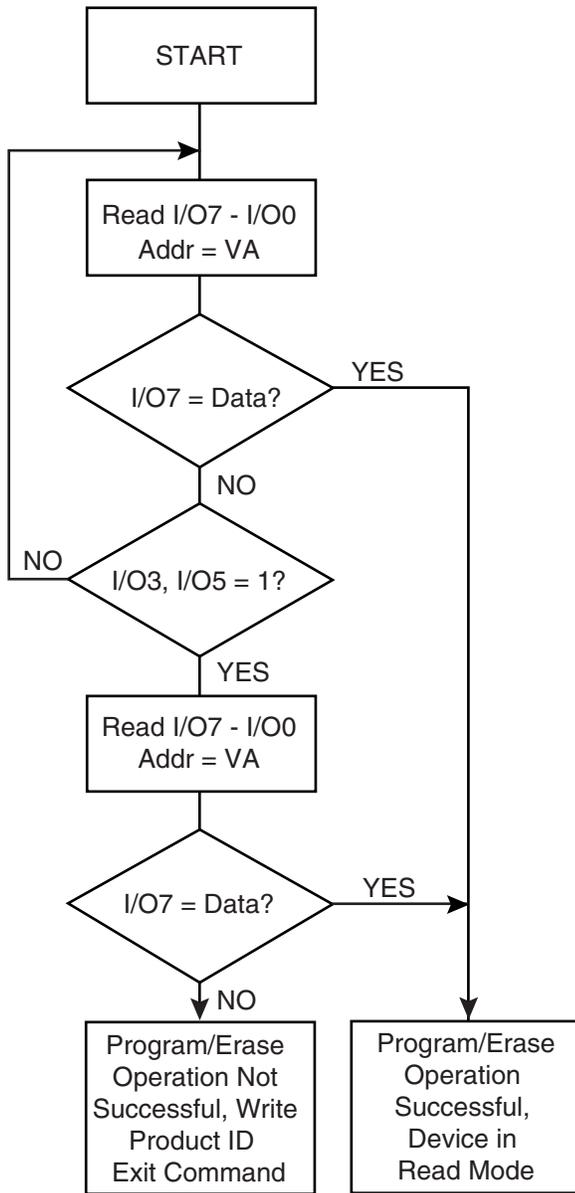 START
Read I/O7 - I/O0
Addr = VA
I/O7 = Data?
YES
NO
I/O3, I/O5 = 1?
NO
YES
Read I/O7 - I/O0
Addr = VA
I/O7 = Data?
YES
NO
Program/Erase
Operation Not
Successful, Write
Product ID
Exit Command
Program/Erase
Operation
Successful,
Device in
Read Mode